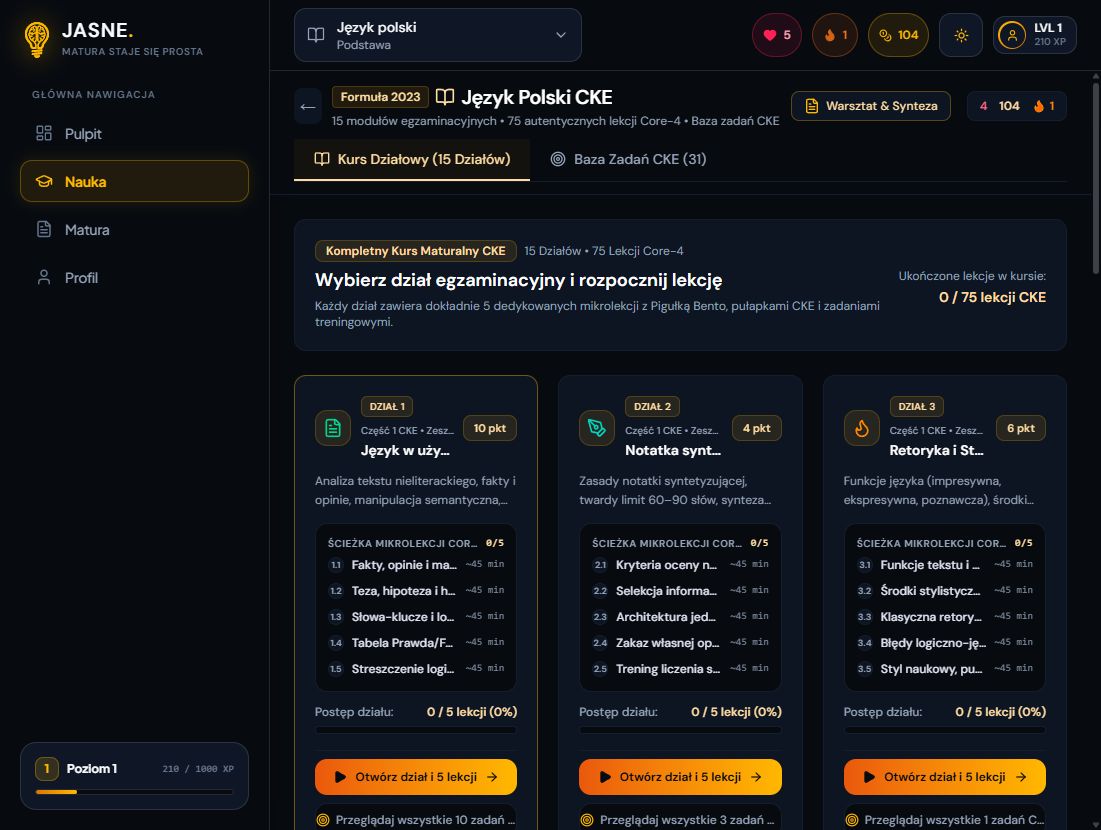 JASNE.
MATURA STAJE SIĘ PROSTA
GŁÓWNA NAWIGACJA
Pulpit
Nauka
Matura
Profil
1 Poziom 1 210 / 1000 XP
Język polski
Podstawa
5
1
104
LVL 1
210 XP
Formuła 2023 Język Polski CKE
15 modułów egzaminacyjnych • 75 autentycznych lekcji Core-4 • Baza zadań CKE
Warsztat & Synteza
4 104 1
Kurs Działowy (15 Działów)
Baza Zadań CKE (31)
Kompletny Kurs Maturalny CKE 15 Działów • 75 Lekcji Core-4
Wybierz dział egzaminacyjny i rozpocznij lekcję
Każdy dział zawiera dokładnie 5 dedykowanych mikrolekcji z Pigułką Bento, pułapkami CKE i zadaniami
treningowymi.
Ukończone lekcje w kursie:
0 / 75 lekcji CKE
DZIAŁ 1
Część 1 CKE • Zesz...
Język w uży...
10 pkt
Analiza tekstu nieliterackiego, fakty i
opinie, manipulacja semantyczna,...
ŚCIEŻKA MIKROLEKCJI COR... 0/5
1.1 Fakty, opinie i ma... ~45 min
1.2 Teza, hipoteza i h... ~45 min
1.3 Słowa-klucze i lo... ~45 min
1.4 Tabela Prawda/F... ~45 min
1.5 Streszczenie logi... ~45 min
Postęp działu: 0 / 5 lekcji (0%)
Otwórz dział i 5 lekcji →
Przeglądaj wszystkie 10 zadań ...
DZIAŁ 2
Część 1 CKE • Zesz...
Notatka synt...
4 pkt
Zasady notatki syntetyzującej,
twardy limit 60–90 słów, synteza...
ŚCIEŻKA MIKROLEKCJI COR... 0/5
2.1 Kryteria oceny n... ~45 min
2.2 Selekcja informa... ~45 min
2.3 Architektura jed... ~45 min
2.4 Zakaz własnej op... ~45 min
2.5 Trening liczenia s... ~45 min
Postęp działu: 0 / 5 lekcji (0%)
Otwórz dział i 5 lekcji →
Przeglądaj wszystkie 3 zadań ...
DZIAŁ 3
Część 1 CKE • Zesz...
Retoryka i St...
6 pkt
Funkcje języka (impresywna,
ekspresywna, poznawcza), środki...
ŚCIEŻKA MIKROLEKCJI COR... 0/5
3.1 Funkcje tekstu i ... ~45 min
3.2 Środki stylistycz... ~45 min
3.3 Klasyczna retory... ~45 min
3.4 Błędy logiczno-ję... ~45 min
3.5 Styl naukowy, pu... ~45 min
Postęp działu: 0 / 5 lekcji (0%)
Otwórz dział i 5 lekcji →
Przeglądaj wszystkie 1 zadań C...